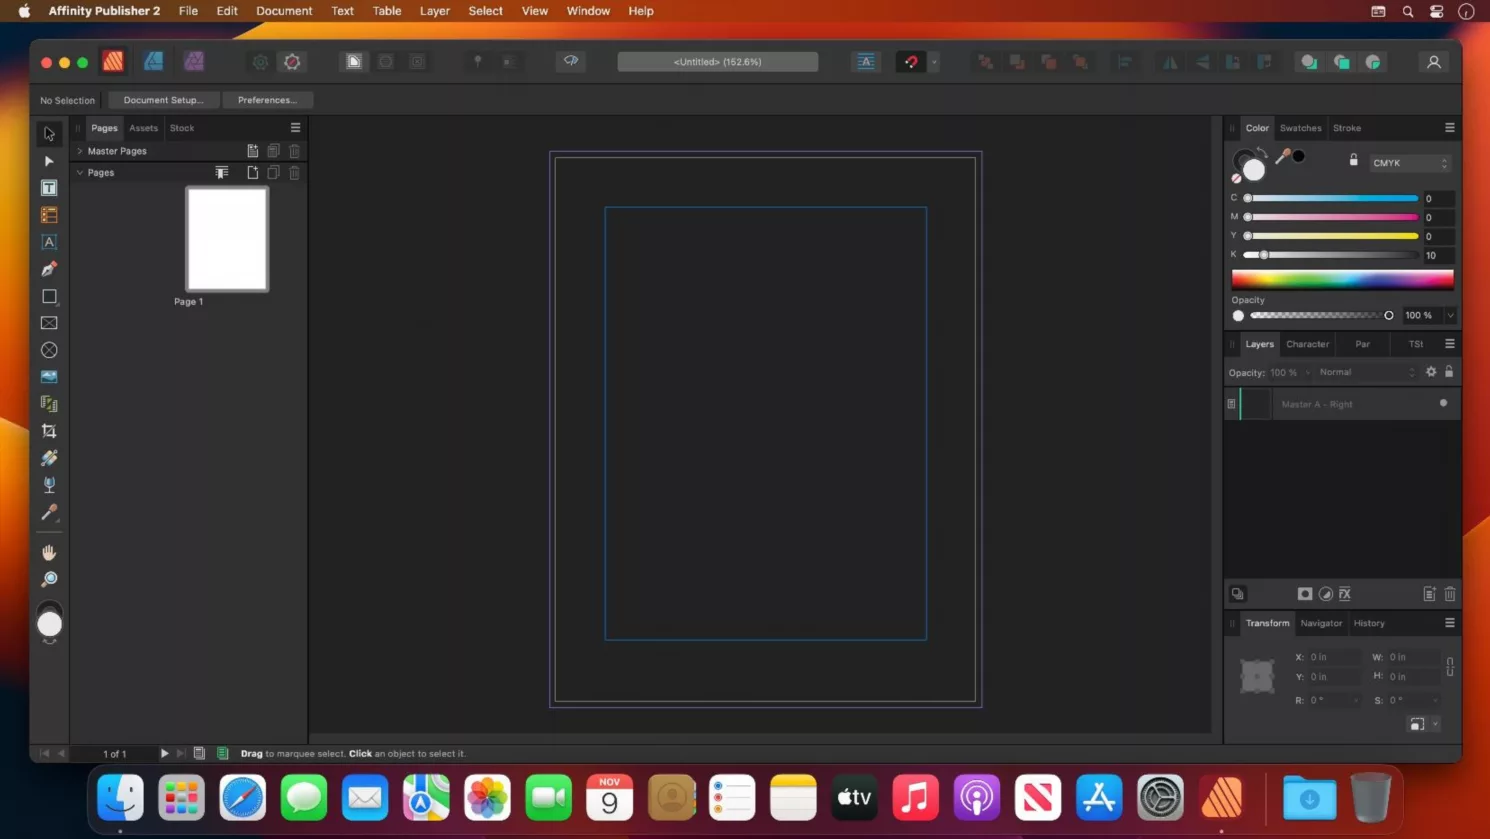 Affinity Publisher 2 File Edit Document Text Table Layer Select View Window Help
<Untitled> (152.6%)
No Selection Document Setup... Preferences...
Pages Assets Stock
Master Pages
Pages
Page 1
Color Swatches Stroke
CMYK
C 0
M 0
Y 0
K 10
Opacity
100 %
Layers Character Par TSt
Opacity: 100 % Normal
Master A - Right
Transform Navigator History
X: 0 in W: 0 in
Y: 0 in H: 0 in
R: 0 ° S: 0 °
1 of 1 Drag to marquee select. Click an object to select it.
NOV
9
tv